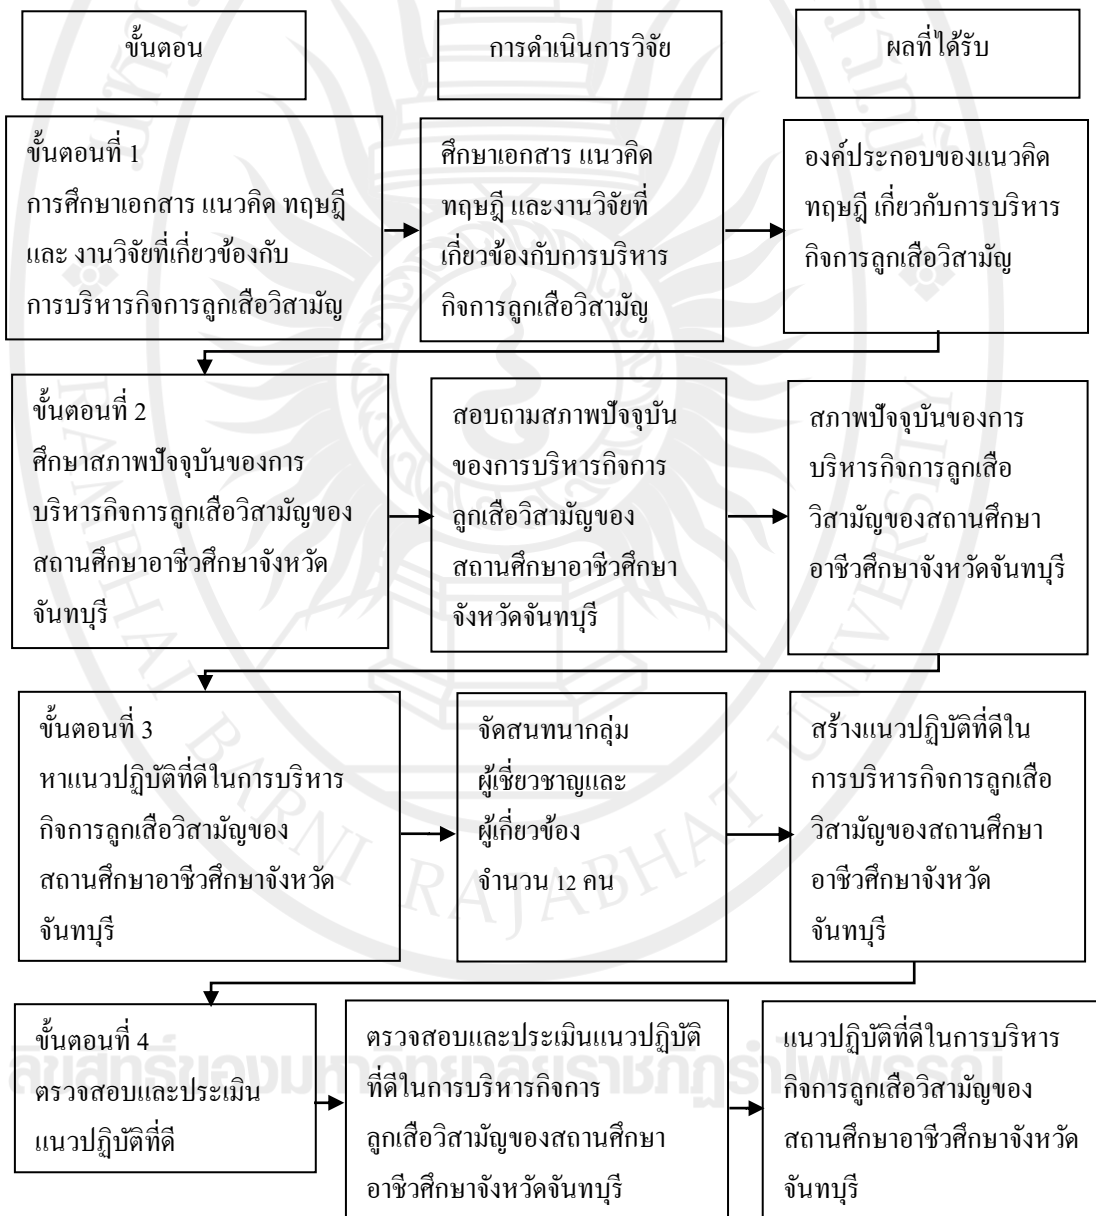 ขั้นตอน
การดำเนินการวิจัย
ผลที่ได้รับ
ขั้นตอนที่ 1
การศึกษาเอกสาร แนวคิด ทฤษฎี
และ งานวิจัยที่เกี่ยวข้องกับ
การบริหารกิจการลูกเสือวิสามัญ
ศึกษาเอกสาร แนวคิด
ทฤษฎี และงานวิจัยที่
เกี่ยวข้องกับการบริหาร
กิจการลูกเสือวิสามัญ
องค์ประกอบของแนวคิด
ทฤษฎี เกี่ยวกับการบริหาร
กิจการลูกเสือวิสามัญ
ขั้นตอนที่ 2
ศึกษาสภาพปัจจุบันของการ
บริหารกิจการลูกเสือวิสามัญของ
สถานศึกษาอาชีวศึกษาจังหวัด
จันทบุรี
สอบถามสภาพปัจจุบัน
ของการบริหารกิจการ
ลูกเสือวิสามัญของ
สถานศึกษาอาชีวศึกษา
จังหวัดจันทบุรี
สภาพปัจจุบันของการ
บริหารกิจการลูกเสือ
วิสามัญของสถานศึกษา
อาชีวศึกษาจังหวัดจันทบุรี
ขั้นตอนที่ 3
หาแนวปฏิบัติที่ดีในการบริหาร
กิจการลูกเสือวิสามัญของ
สถานศึกษาอาชีวศึกษาจังหวัด
จันทบุรี
จัดสนทนากลุ่ม
ผู้เชี่ยวชาญและ
ผู้เกี่ยวข้อง
จำนวน 12 คน
สร้างแนวปฏิบัติที่ดีใน
การบริหารกิจการลูกเสือ
วิสามัญของสถานศึกษา
อาชีวศึกษาจังหวัด
จันทบุรี
ขั้นตอนที่ 4
ตรวจสอบและประเมิน
แนวปฏิบัติที่ดี
ตรวจสอบและประเมินแนวปฏิบัติ
ที่ดีในการบริหารกิจการ
ลูกเสือวิสามัญของสถานศึกษา
อาชีวศึกษาจังหวัดจันทบุรี
แนวปฏิบัติที่ดีในการบริหาร
กิจการลูกเสือวิสามัญของ
สถานศึกษาอาชีวศึกษาจังหวัด
จันทบุรี
RAMBHAI BARNI RAJABHAT UNIVERSITY
ลิขสิทธิ์ของมหาวิทยาลัยราชภัฏรำไพพรรณี